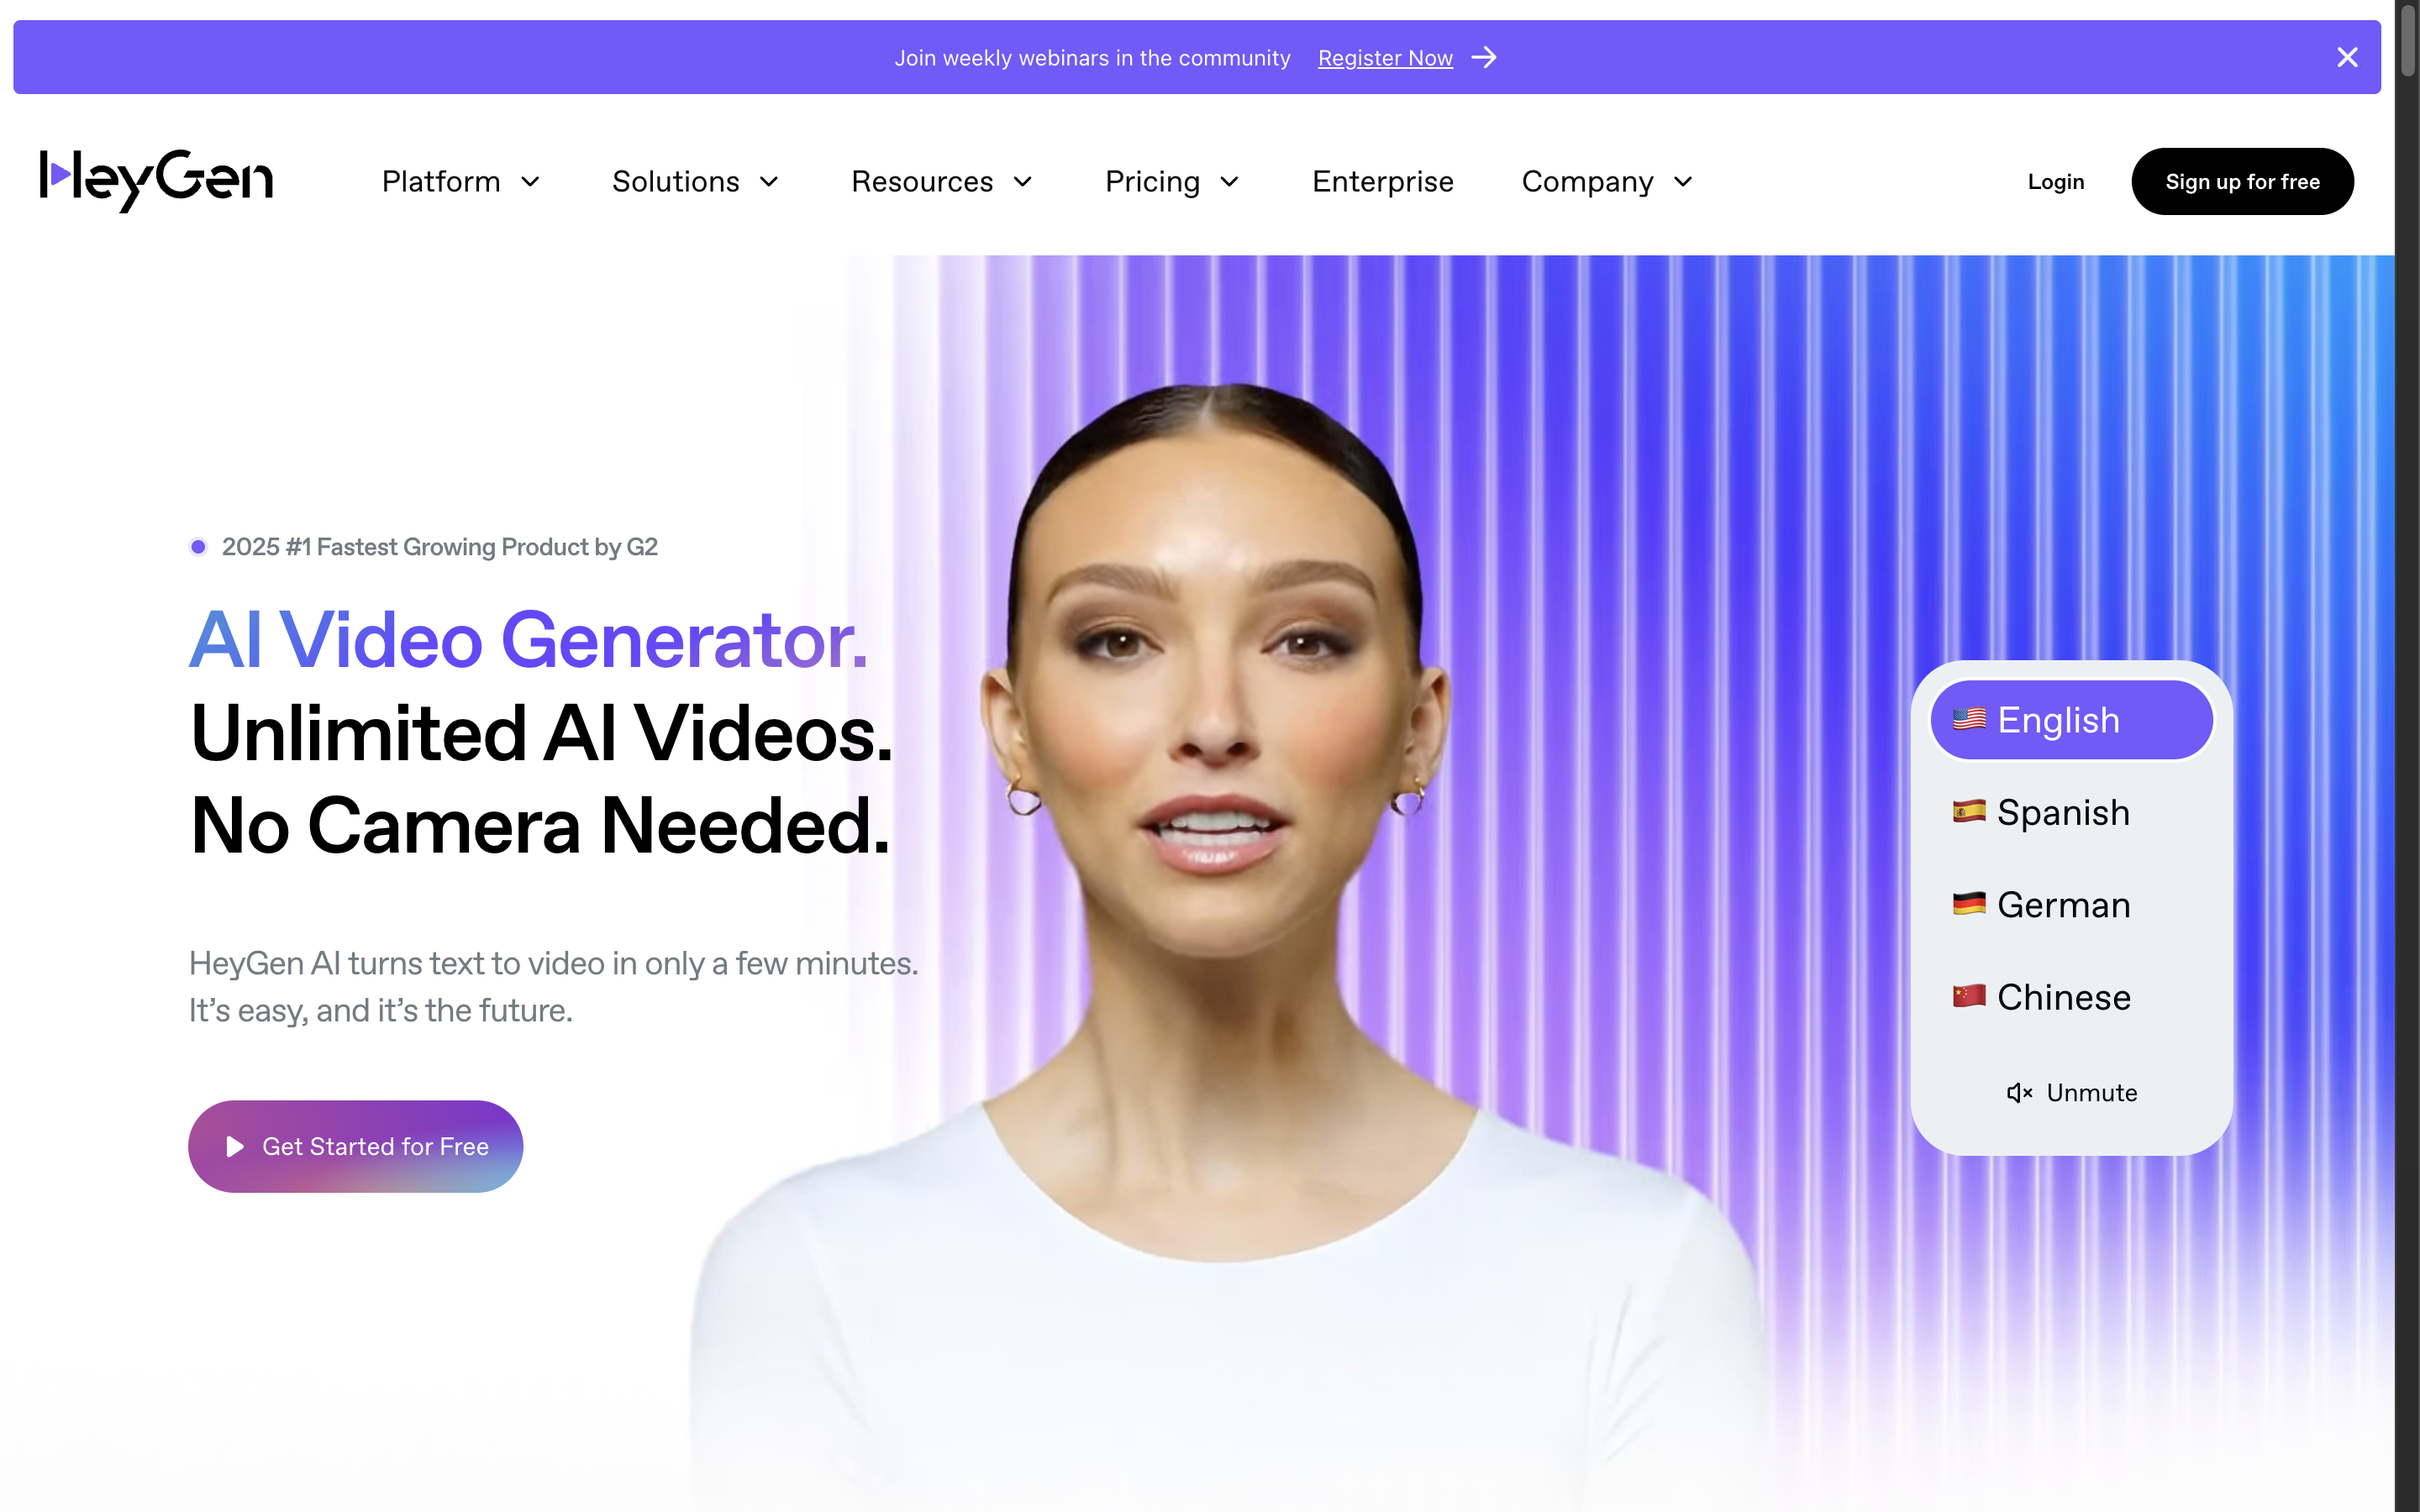 Join weekly webinars in the community Register Now
HeyGen
Platform Solutions Resources Pricing Enterprise Company Login Sign up for free
2025 #1 Fastest Growing Product by G2
AI Video Generator.
Unlimited AI Videos.
No Camera Needed.
HeyGen AI turns text to video in only a few minutes.
It’s easy, and it’s the future.
Get Started for Free
English
Spanish
German
Chinese
Unmute